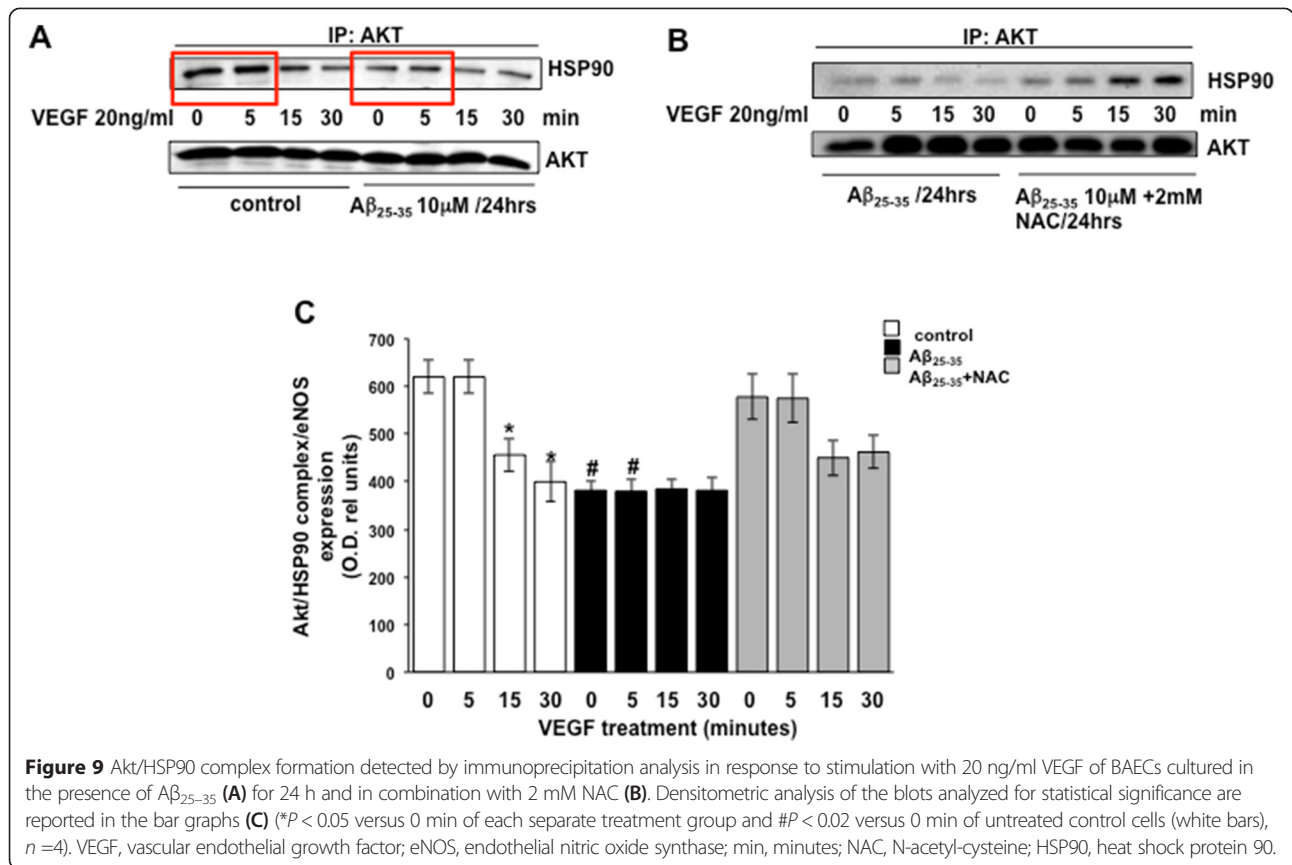 A
IP: AKT
HSP90
VEGF 20ng/ml 0 5 15 30 0 5 15 30 min
AKT
control Aβ25-35 10μM /24hrs
B
IP: AKT
HSP90
VEGF 20ng/ml 0 5 15 30 0 5 15 30 min
AKT
Aβ25-35 /24hrs Aβ25-35 10μM +2mM
NAC/24hrs
C
control
Aβ25-35
Aβ25-35+NAC
Akt/HSP90 complex/eNOS
expression
(O.D. rel units)
700
600
500
400
300
200
100
0
* * # #
0 5 15 30 0 5 15 30 0 5 15 30
VEGF treatment (minutes)
Figure 9 Akt/HSP90 complex formation detected by immunoprecipitation analysis in response to stimulation with 20 ng/ml VEGF of BAECs cultured in
the presence of Aβ25–35 (A) for 24 h and in combination with 2 mM NAC (B). Densitometric analysis of the blots analyzed for statistical significance are
reported in the bar graphs (C) (*P < 0.05 versus 0 min of each separate treatment group and #P < 0.02 versus 0 min of untreated control cells (white bars),
n =4). VEGF, vascular endothelial growth factor; eNOS, endothelial nitric oxide synthase; min, minutes; NAC, N-acetyl-cysteine; HSP90, heat shock protein 90.